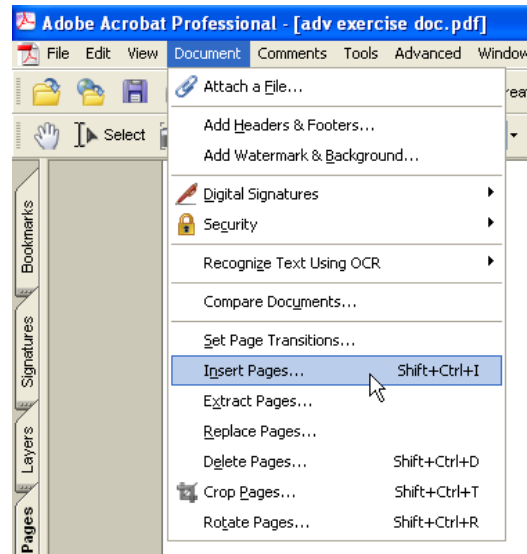 Adobe Acrobat Professional - [adv exercise doc.pdf]
File Edit View Document Comments Tools Advanced Window
Attach a File...
Add Headers & Footers...
Select
Add Watermark & Background...
Digital Signatures
Security
Recognize Text Using OCR
Compare Documents...
Set Page Transitions...
Insert Pages... Shift+Ctrl+I
Extract Pages...
Replace Pages...
Delete Pages... Shift+Ctrl+D
Crop Pages... Shift+Ctrl+T
Rotate Pages... Shift+Ctrl+R
Bookmarks
Signatures
Layers
Pages